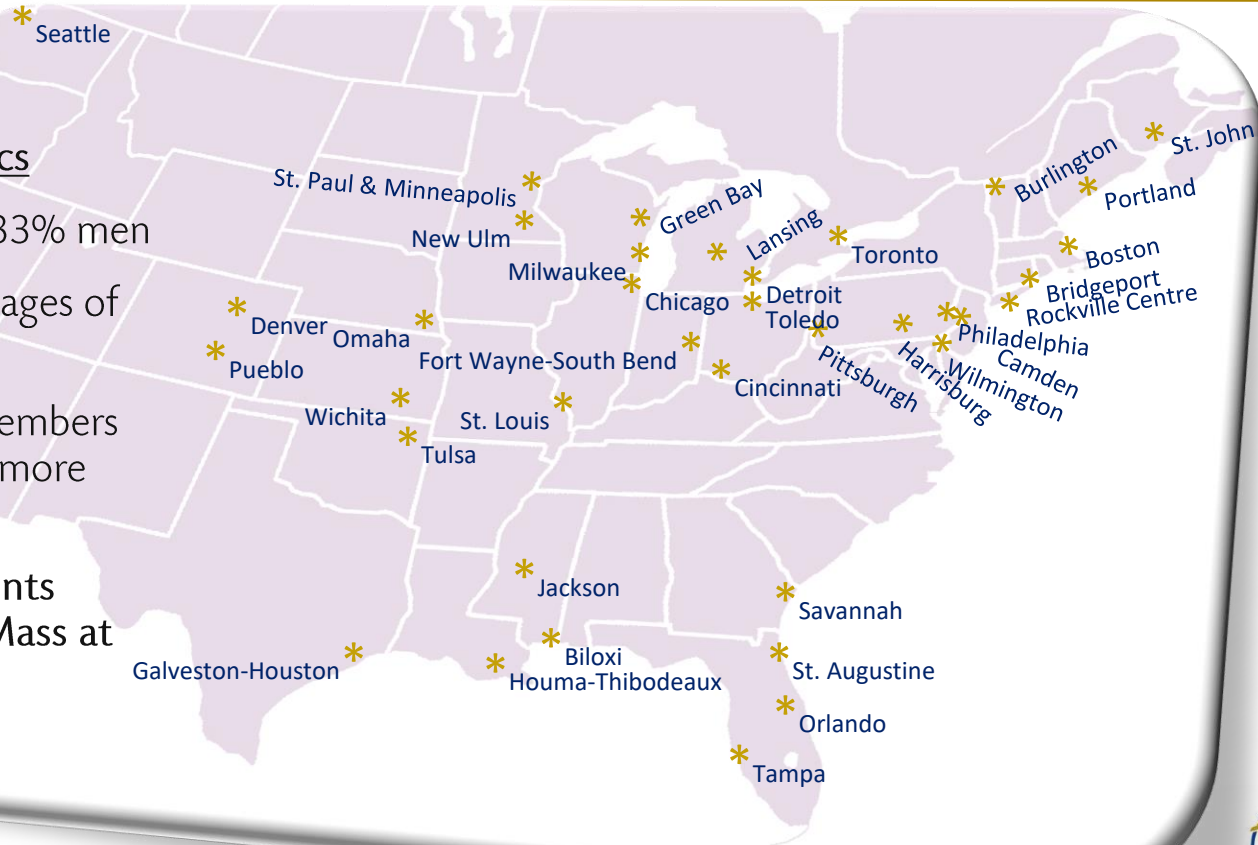 Seattle
cs
33% men
ages of
embers
more
nts
Mass at
St. Paul & Minneapolis
New Ulm
Green Bay
Milwaukee
Lansing
Chicago
Toronto
Detroit
Toledo
Burlington
St. John
Portland
Boston
Bridgeport
Rockville Centre
Philadelphia
Camden
Wilmington
Harrisburg
Pittsburgh
Denver
Omaha
Pueblo
Fort Wayne-South Bend
Cincinnati
Wichita
St. Louis
Tulsa
Jackson
Savannah
Biloxi
Galveston-Houston
Houma-Thibodeaux
St. Augustine
Orlando
Tampa